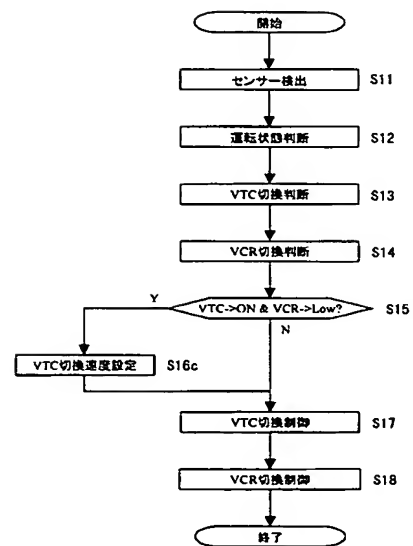 開始
センサー検出 S11
運転状態判断 S12
VTC切換判断 S13
VCR切換判断 S14
VTC->ON & VCR->Low? S15
Y
N
VTC切換速度設定 S16c
VTC切換制御 S17
VCR切換制御 S18
終了